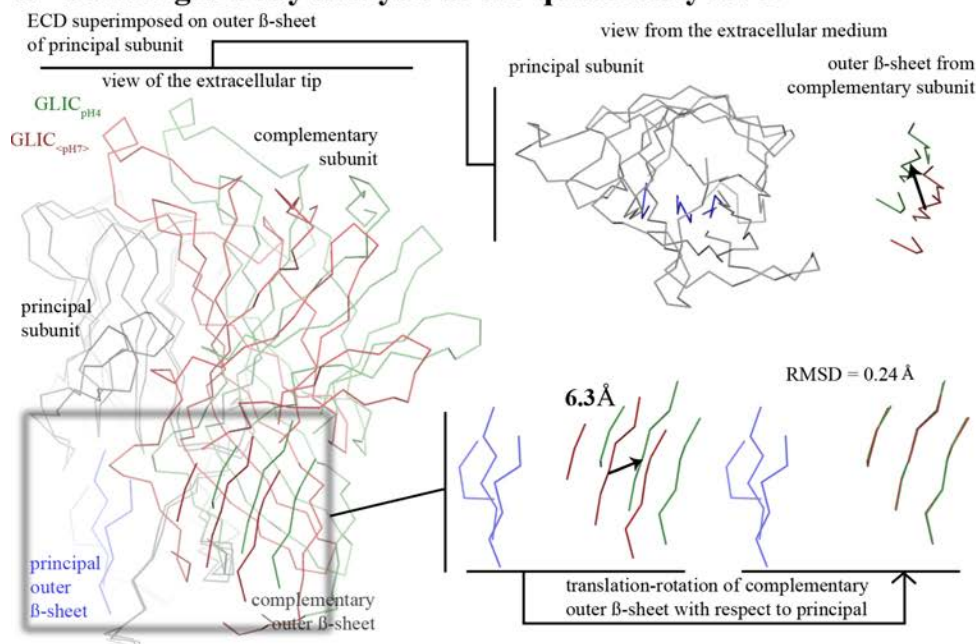 ECD superimposed on outer ß-sheet
of principal subunit
view of the extracellular tip
GLICpH4
GLIC<pH7>
complementary
subunit
principal
subunit
principal
outer
ß-sheet
complementary
outer ß-sheet
view from the extracellular medium
principal subunit
outer ß-sheet from
complementary subunit
6.3Å
RMSD = 0.24 Å
translation-rotation of complementary
outer ß-sheet with respect to principal